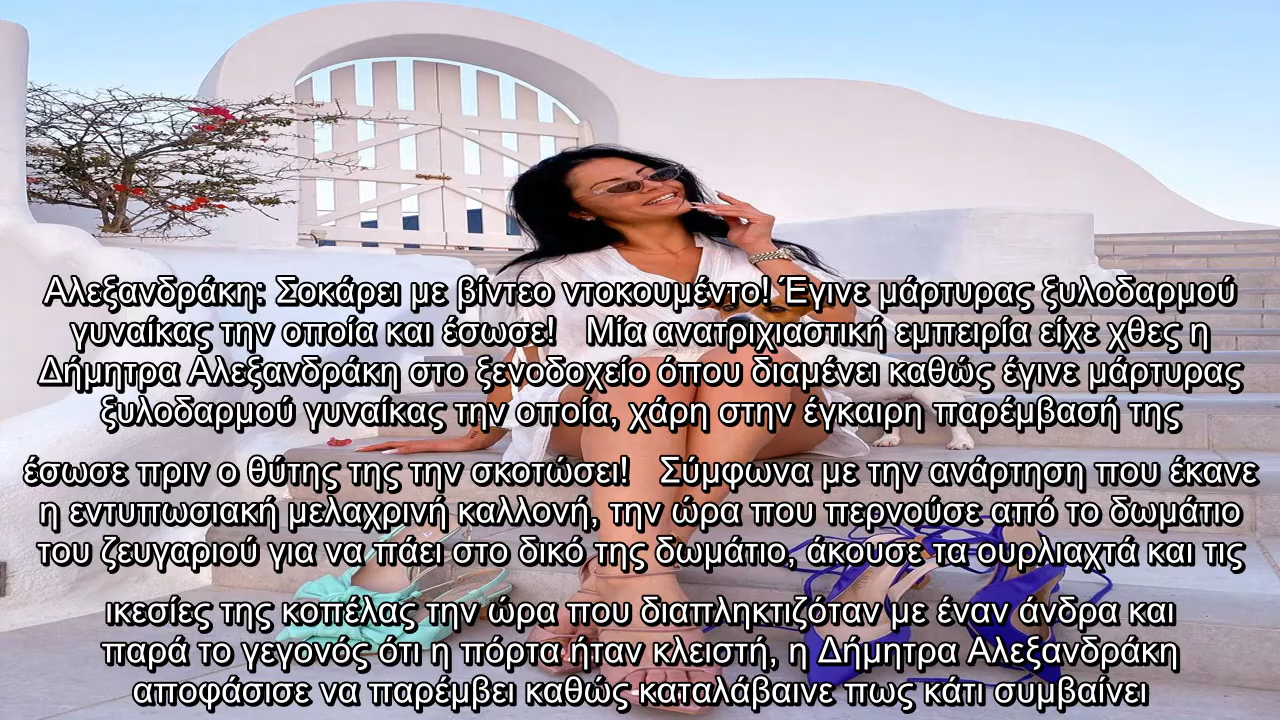 Αλεξανδράκη: Σοκάρει με βίντεο ντοκουμέντο! Έγινε μάρτυρας ξυλοδαρμού
γυναίκας την οποία και έσωσε! Μία ανατριχιαστική εμπειρία είχε χθες η
Δήμητρα Αλεξανδράκη στο ξενοδοχείο όπου διαμένει καθώς έγινε μάρτυρας
ξυλοδαρμού γυναίκας την οποία, χάρη στην έγκαιρη παρέμβασή της
έσωσε πριν ο θύτης της την σκοτώσει! Σύμφωνα με την ανάρτηση που έκανε
η εντυπωσιακή μελαχρινή καλλονή, την ώρα που περνούσε από το δωμάτιο
του ζευγαριού για να πάει στο δικό της δωμάτιο, άκουσε τα ουρλιαχτά και τις
ικεσίες της κοπέλας την ώρα που διαπληκτιζόταν με έναν άνδρα και
παρά το γεγονός ότι η πόρτα ήταν κλειστή, η Δήμητρα Αλεξανδράκη
αποφάσισε να παρέμβει καθώς καταλάβαινε πως κάτι συμβαίνει